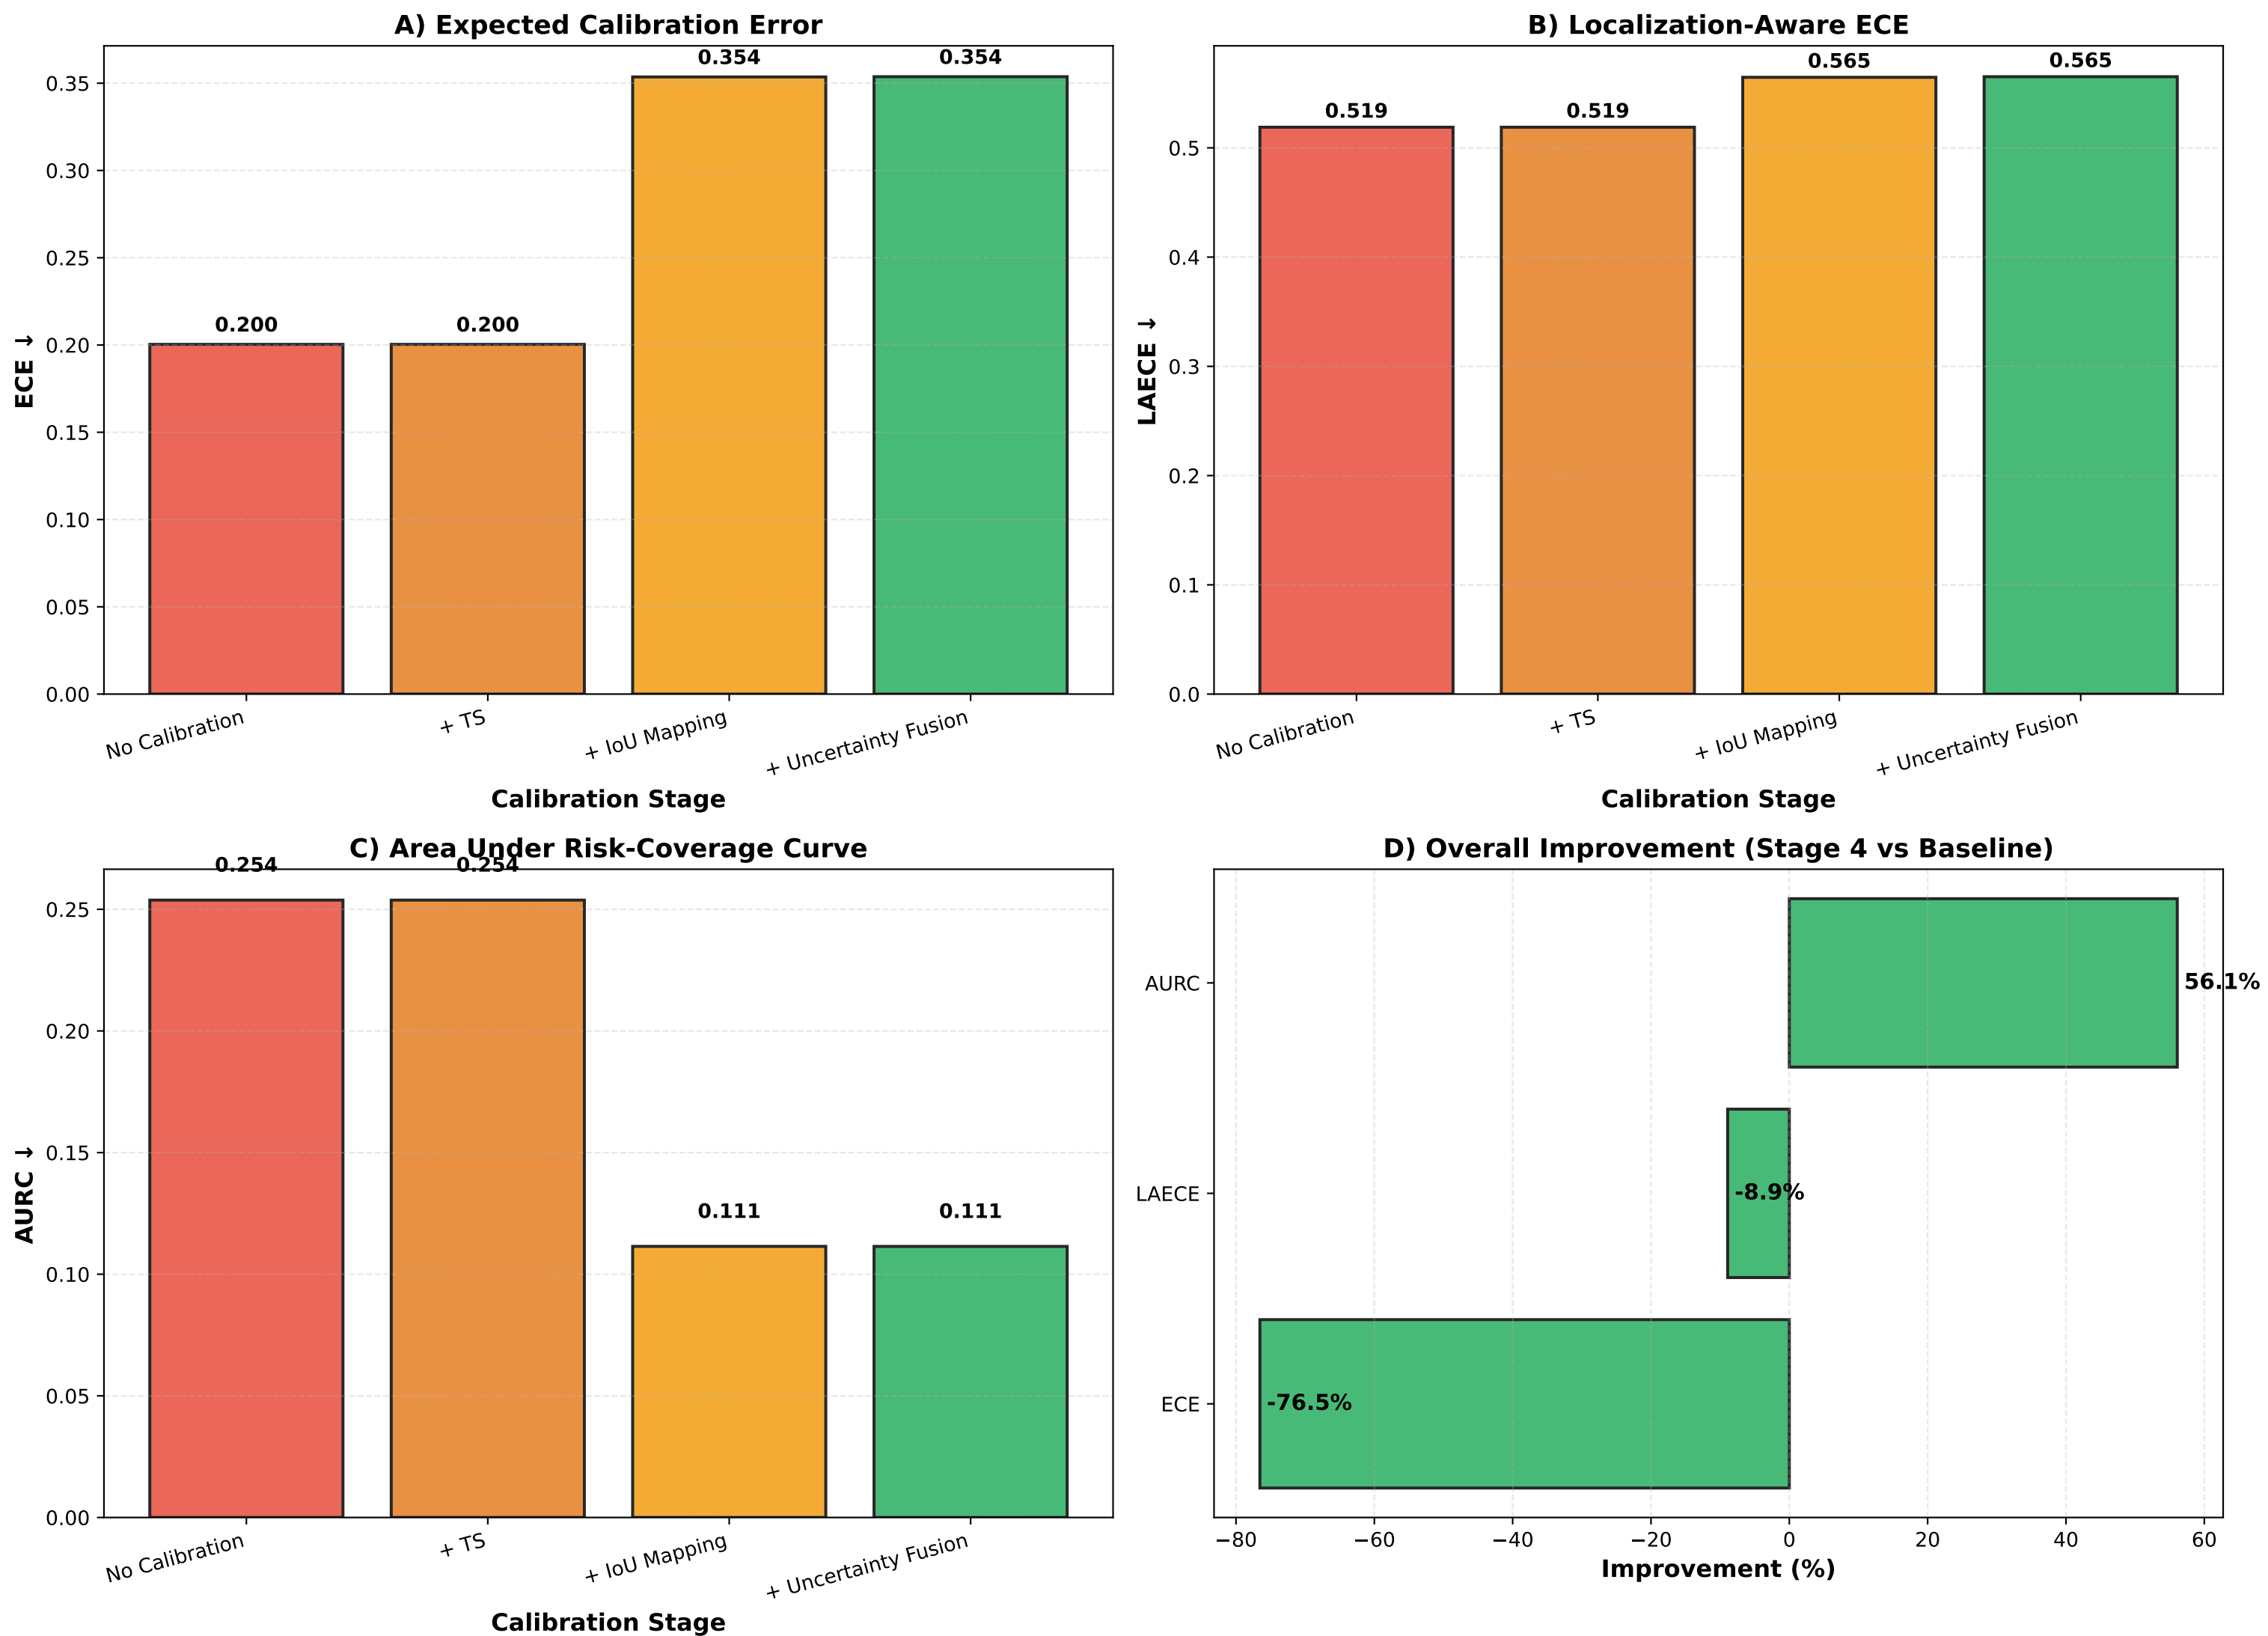 A) Expected Calibration Error
ECE ↓
0.35
0.30
0.25
0.20
0.15
0.10
0.05
0.00
0.200
0.200
0.354
0.354
No Calibration
+ TS
+ IoU Mapping
+ Uncertainty Fusion
Calibration Stage
B) Localization-Aware ECE
LAECE ↓
0.5
0.4
0.3
0.2
0.1
0.0
0.519
0.519
0.565
0.565
No Calibration
+ TS
+ IoU Mapping
+ Uncertainty Fusion
Calibration Stage
C) Area Under Risk-Coverage Curve
AURC ↓
0.25
0.20
0.15
0.10
0.05
0.00
0.254
0.254
0.111
0.111
No Calibration
+ TS
+ IoU Mapping
+ Uncertainty Fusion
Calibration Stage
D) Overall Improvement (Stage 4 vs Baseline)
AURC
56.1%
LAECE
-8.9%
ECE
-76.5%
−80 −60 −40 −20 0 20 40 60
Improvement (%)